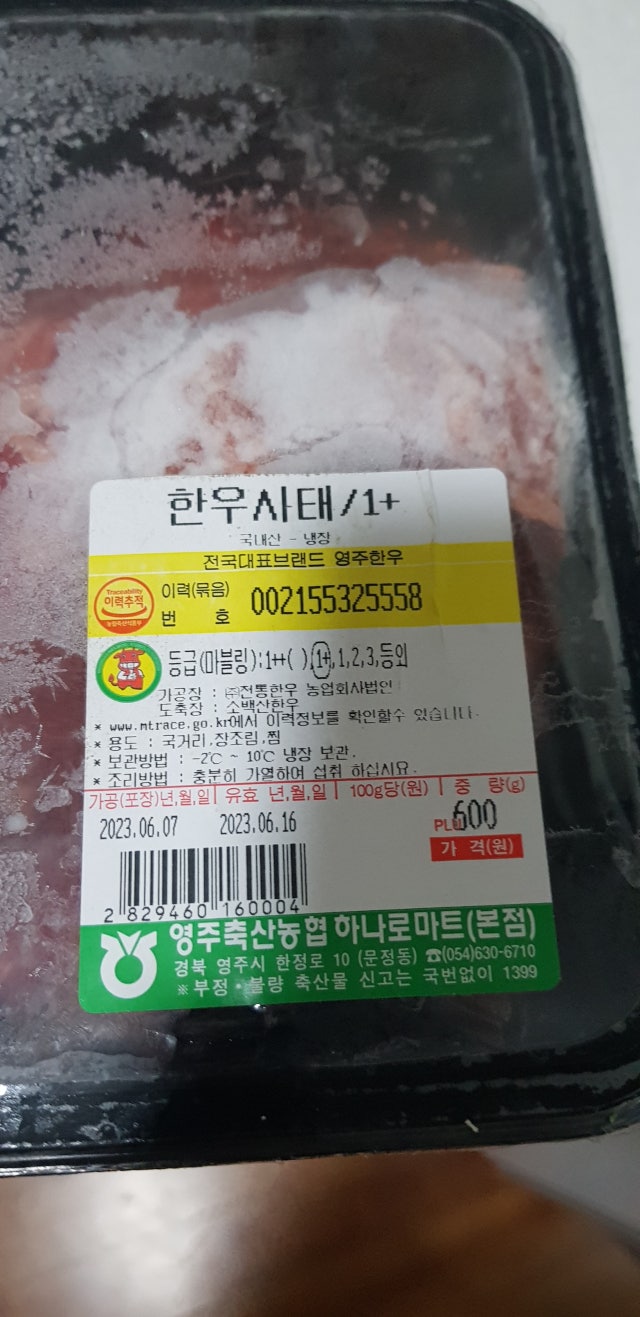 한우사태/1+
국내산 - 냉장
전국대표브랜드 영주한우
Traceability
이력추적
농림축산식품부
이력(묶음)
번 호 002155325558
등급(마블링):1++( ),1+,1,2,3,등외
가공장 : ㈜전통한우 농업회사법인
도축장 : 소백산한우
* www.mtrace.go.kr에서 이력정보를 확인할수 있습니다.
* 용도 : 국거리,장조림,찜
* 보관방법 : -2℃ ~ 10℃ 냉장 보관.
* 조리방법 : 충분히 가열하여 섭취 하십시요.
가공(포장)년,월,일 유효 년,월,일 100g당(원) 중 량(g)
2023.06.07 2023.06.16 PLU 600
가 격(원)
2 829460 160004
영주축산농협 하나로마트(본점)
경북 영주시 한정로 10 (문정동) ☎(054)630-6710
※ 부정·불량 축산물 신고는 국번없이 1399